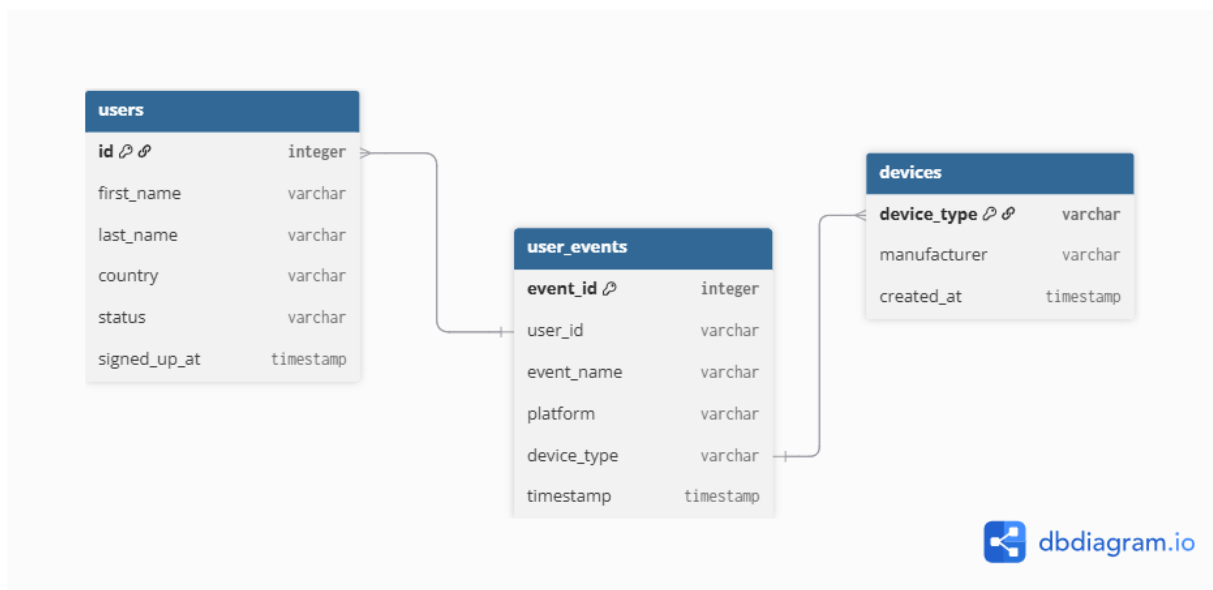 users
id integer
first_name varchar
last_name varchar
country varchar
status varchar
signed_up_at timestamp
user_events
event_id integer
user_id varchar
event_name varchar
platform varchar
device_type varchar
timestamp timestamp
devices
device_type varchar
manufacturer varchar
created_at timestamp
dbdiagram.io